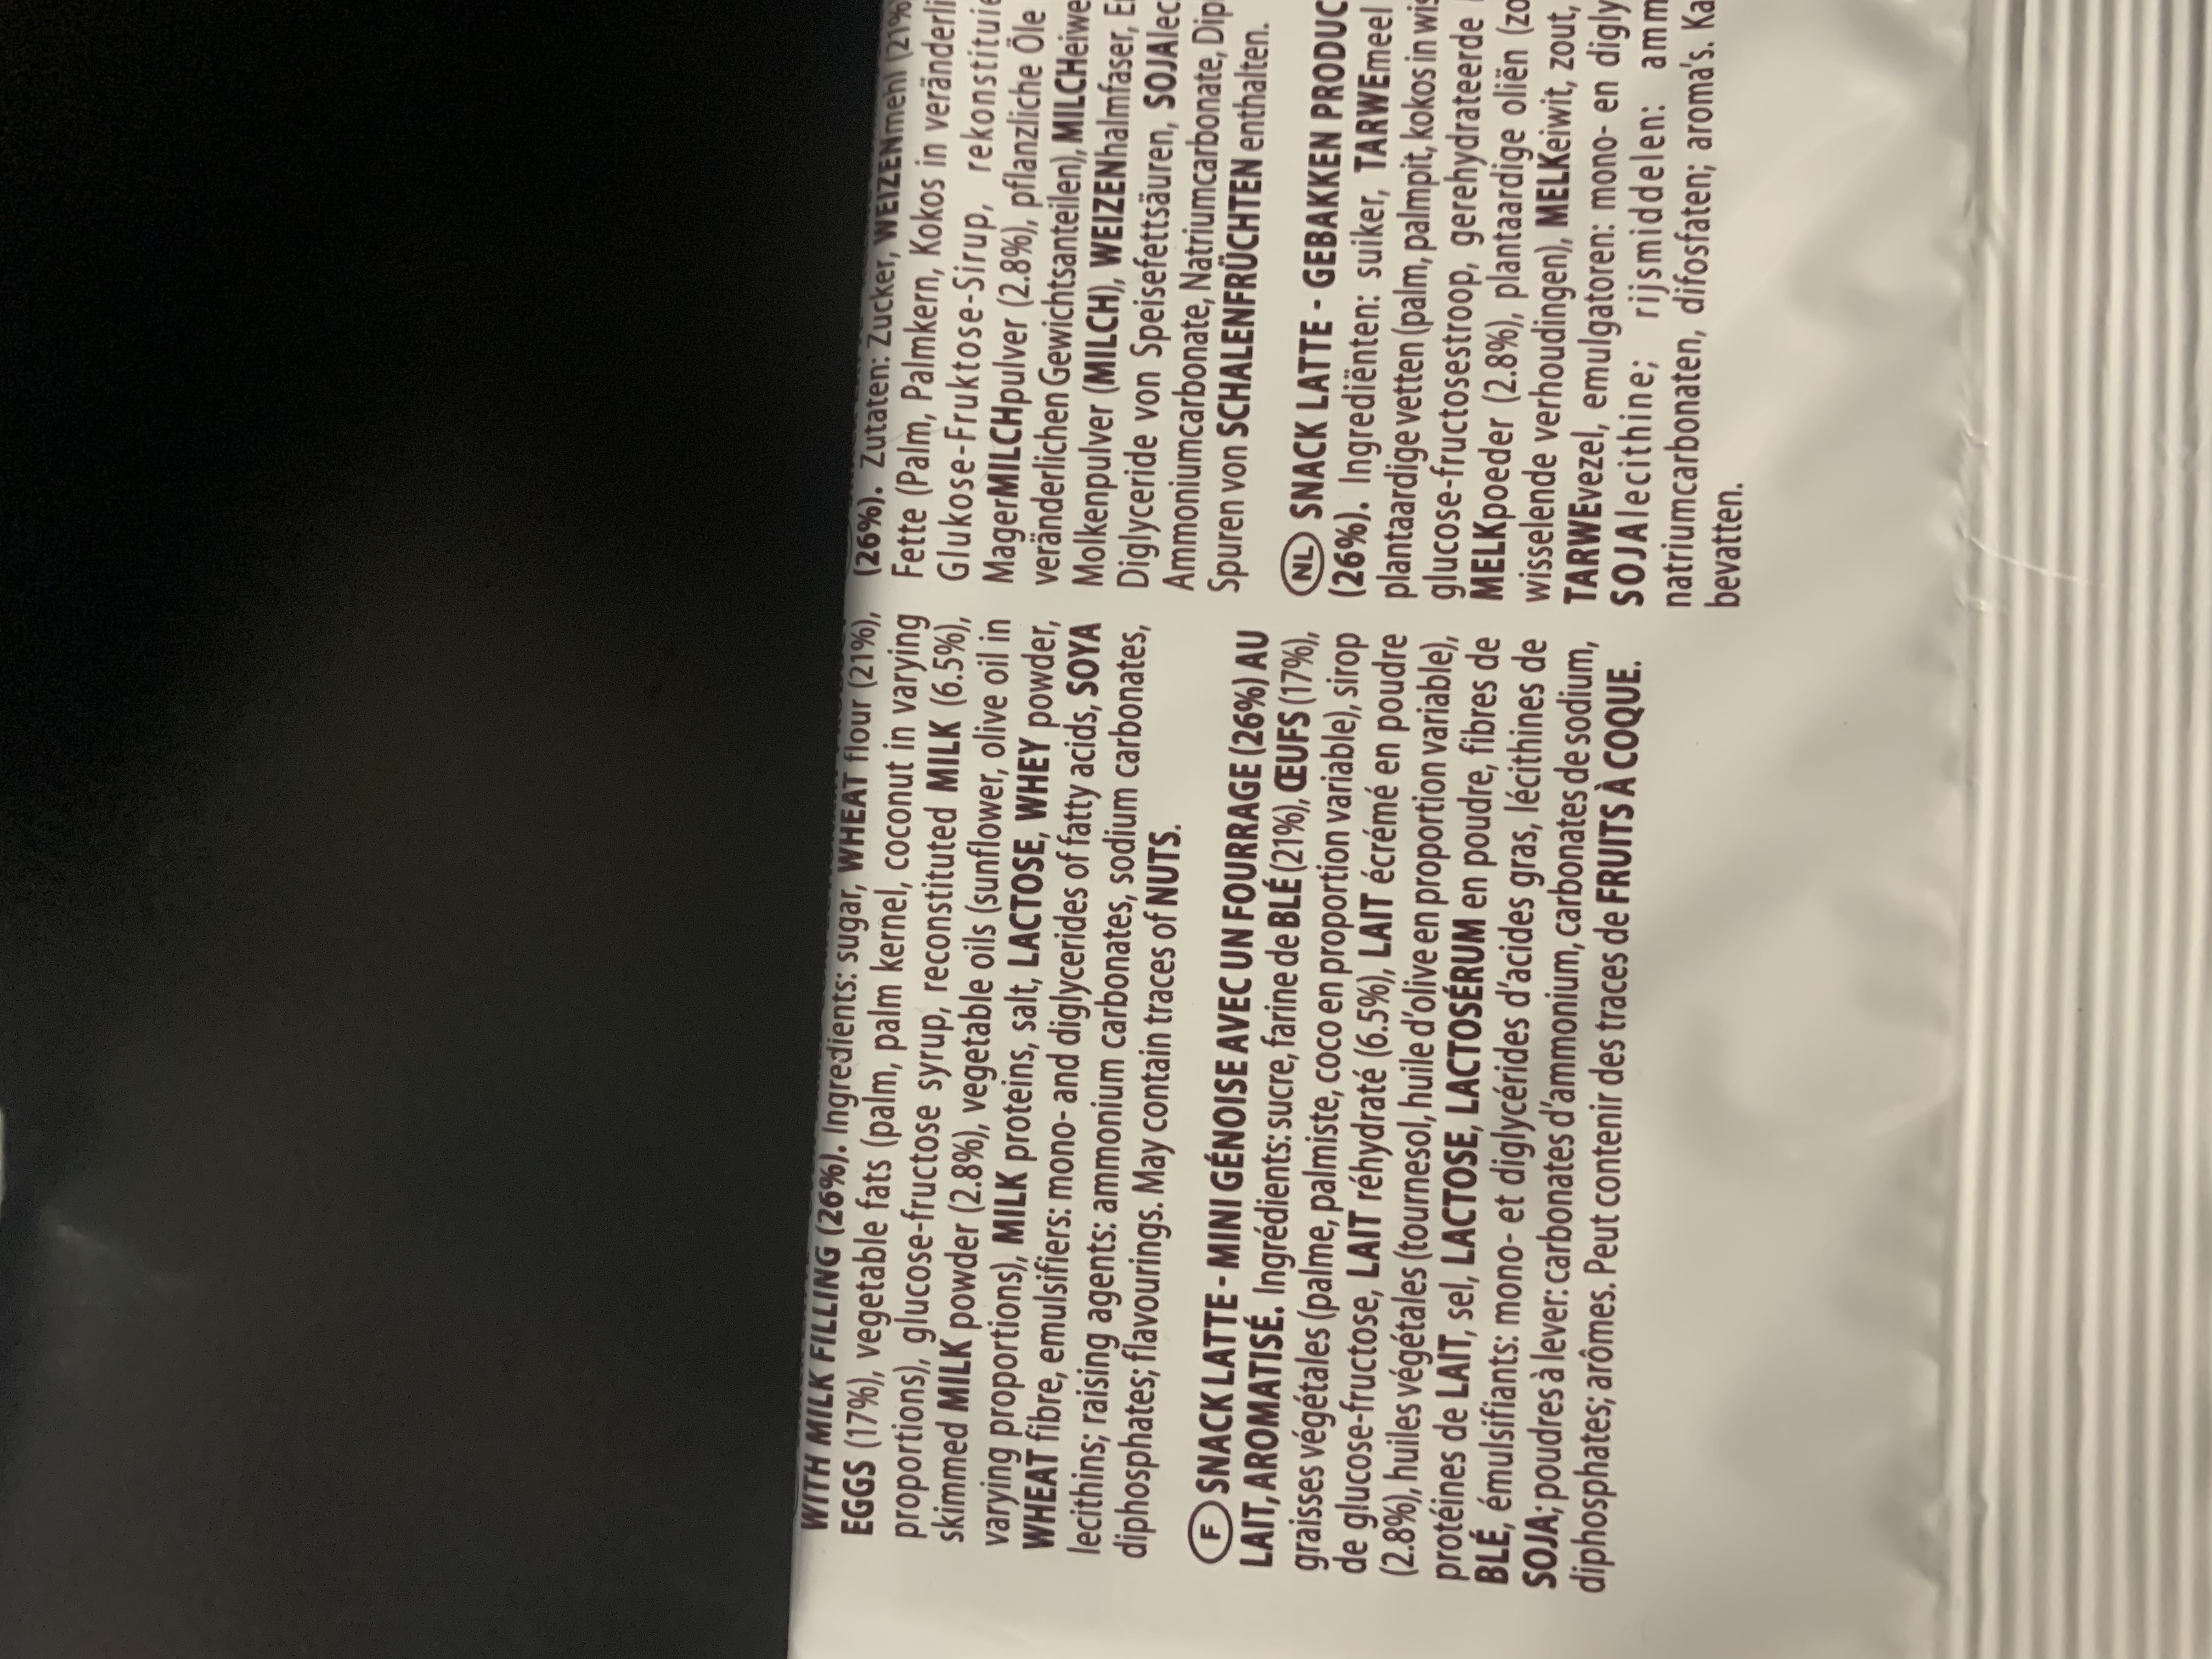 WITH MILK FILLING (26%). Ingredients: sugar, WHEAT flour (21%),
EGGS (17%), vegetable fats (palm, palm kernel, coconut in varying
proportions), glucose-fructose syrup, reconstituted MILK (6.5%),
skimmed MILK powder (2.8%), vegetable oils (sunflower, olive oil in
varying proportions), MILK proteins, salt, LACTOSE, WHEY powder,
WHEAT fibre, emulsifiers: mono- and diglycerides of fatty acids, SOYA
lecithins; raising agents: ammonium carbonates, sodium carbonates,
diphosphates; flavourings. May contain traces of NUTS.
F SNACK LATTE - MINI GÉNOISE AVEC UN FOURRAGE (26%) AU
LAIT, AROMATISÉ. Ingrédients: sucre, farine de BLÉ (21%), ŒUFS (17%),
graisses végétales (palme, palmiste, coco en proportion variable), sirop
de glucose-fructose, LAIT réhydraté (6.5%), LAIT écrémé en poudre
(2.8%), huiles végétales (tournesol, huile d'olive en proportion variable),
protéines de LAIT, sel, LACTOSE, LACTOSÉRUM en poudre, fibres de
BLÉ, émulsifiants: mono- et diglycérides d'acides gras, lécithines de
SOJA; poudres à lever: carbonates d'ammonium, carbonates de sodium,
diphosphates; arômes. Peut contenir des traces de FRUITS À COQUE.
(26%). Zutaten: Zucker, WEIZENmehl (21%
Fette (Palm, Palmkern, Kokos in veränderli
Glukose-Fruktose-Sirup, rekonstituie
MagerMILCHpulver (2.8%), pflanzliche Öle
veränderlichen Gewichtsanteilen), MILCHeiwe
Molkenpulver (MILCH), WEIZENhalmfaser, E
Diglyceride von Speisefettsäuren, SOJAlec
Ammoniumcarbonate, Natriumcarbonate, Dip
Spuren von SCHALENFRÜCHTEN enthalten.
NL SNACK LATTE - GEBAKKEN PRODUC
(26%). Ingrediënten: suiker, TARWEmeel
plantaardige vetten (palm, palmpit, kokos in wis
glucose-fructosestroop, gerehydrateerde
MELKpoeder (2.8%), plantaardige oliën (zo
wisselende verhoudingen), MELKeiwit, zout,
TARWEvezel, emulgatoren: mono- en digly
SOJAlecithine; rijsmiddelen: amm
natriumcarbonaten, difosfaten; aroma's. Ka
bevatten.